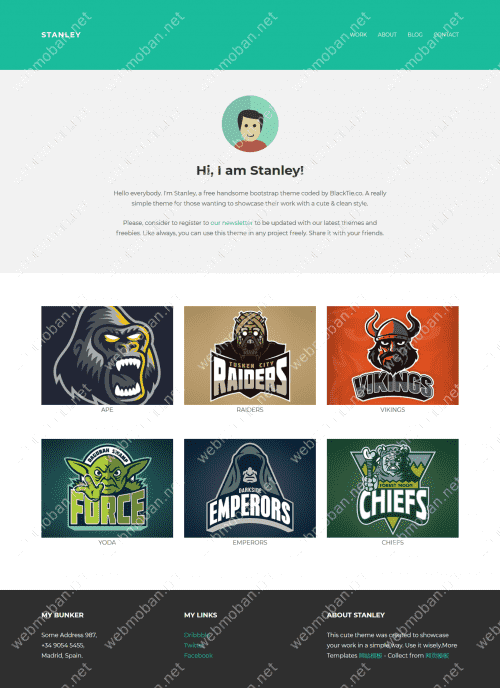 STANLEY
WORK ABOUT BLOG CONTACT
Hi, I am Stanley!
Hello everybody. I'm Stanley, a free handsome bootstrap theme coded by BlackTie.co. A really
simple theme for those wanting to showcase their work with a cute & clean style.
Please, consider to register to our newsletter to be updated with our latest themes and
freebies. Like always, you can use this theme in any project freely. Share it with your friends.
TUSKEN CITY
RAIDERS
VIKINGS
APE
RAIDERS
VIKINGS
DAGOBAH SWAMP
FORCE
DARKSIDE
EMPERORS
FOREST MOON
CHIEFS
YODA
EMPERORS
CHIEFS
MY BUNKER
Some Address 987,
+34 9054 5455,
Madrid, Spain.
MY LINKS
Dribbble
Twitter
Facebook
ABOUT STANLEY
This cute theme was created to showcase
your work in a simple way. Use it wisely.More
Templates - Collect from
webmoban.net